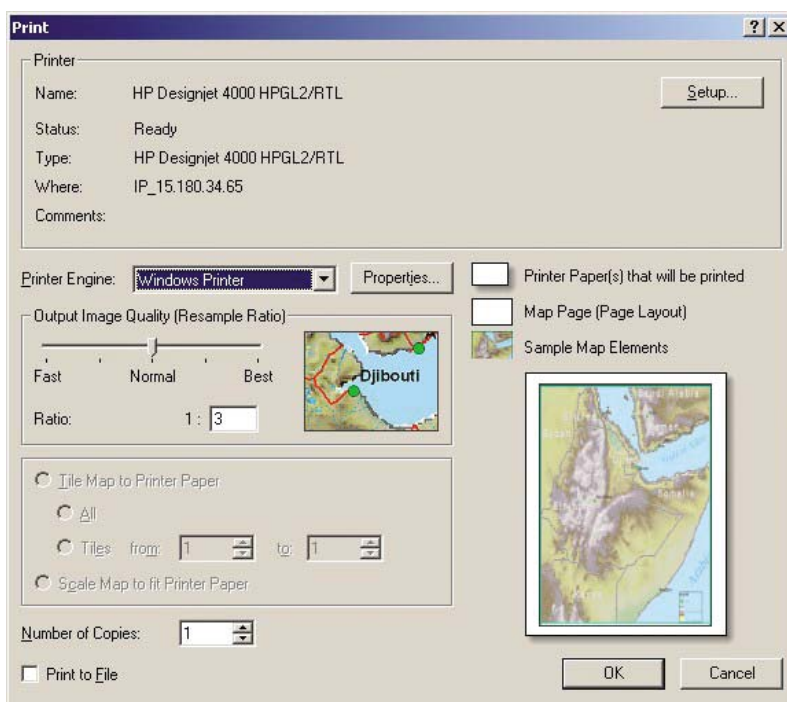 Print
Printer
Name: HP Designjet 4000 HPGL2/RTL
Setup...
Status: Ready
Type: HP Designjet 4000 HPGL2/RTL
Where: IP_15.180.34.65
Comments:
Printer Engine: Windows Printer
Properties...
Printer Paper(s) that will be printed
Map Page (Page Layout)
Sample Map Elements
Output Image Quality (Resample Ratio)
Fast Normal Best
Ratio: 1 : 3
Djibouti
Tile Map to Printer Paper
All
Tiles from: 1 to: 1
Scale Map to fit Printer Paper
Number of Copies: 1
Print to File
OK Cancel